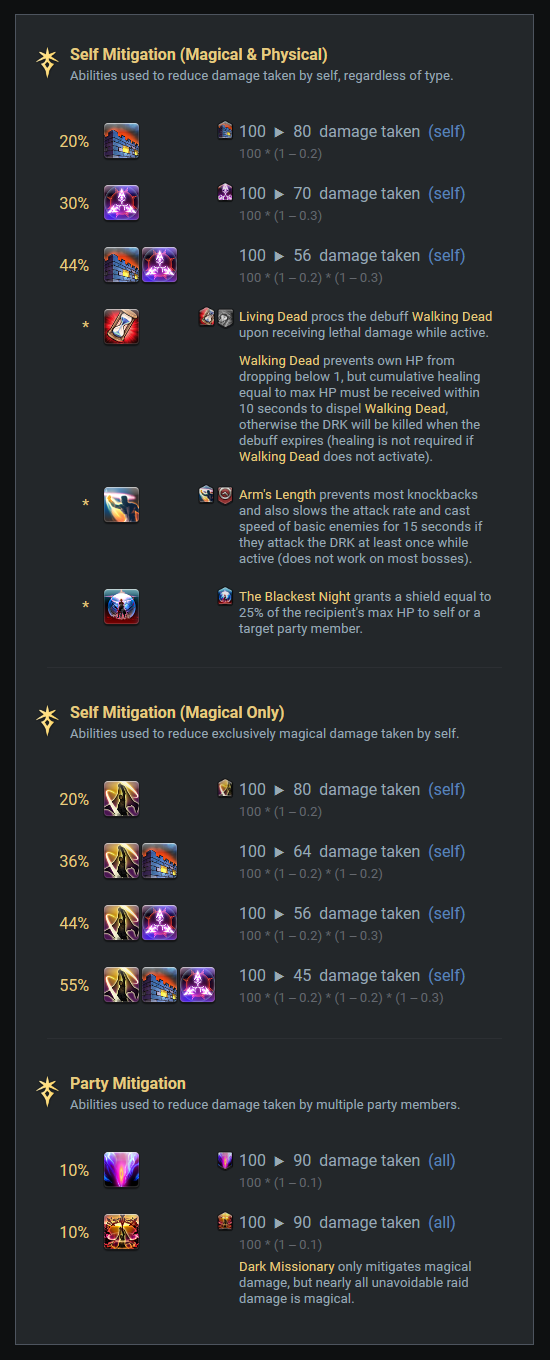 Self Mitigation (Magical & Physical)
Abilities used to reduce damage taken by self, regardless of type.
20%
100 ► 80 damage taken (self)
100 * (1 – 0.2)
30%
100 ► 70 damage taken (self)
100 * (1 – 0.3)
44%
100 ► 56 damage taken (self)
100 * (1 – 0.2) * (1 – 0.3)
*
Living Dead procs the debuff Walking Dead
upon receiving lethal damage while active.
Walking Dead prevents own HP from
dropping below 1, but cumulative healing
equal to max HP must be received within
10 seconds to dispel Walking Dead,
otherwise the DRK will be killed when the
debuff expires (healing is not required if
Walking Dead does not activate).
*
Arm's Length prevents most knockbacks
and also slows the attack rate and cast
speed of basic enemies for 15 seconds if
they attack the DRK at least once while
active (does not work on most bosses).
*
The Blackest Night grants a shield equal to
25% of the recipient's max HP to self or a
target party member.
Self Mitigation (Magical Only)
Abilities used to reduce exclusively magical damage taken by self.
20%
100 ► 80 damage taken (self)
100 * (1 – 0.2)
36%
100 ► 64 damage taken (self)
100 * (1 – 0.2) * (1 – 0.2)
44%
100 ► 56 damage taken (self)
100 * (1 – 0.2) * (1 – 0.3)
55%
100 ► 45 damage taken (self)
100 * (1 – 0.2) * (1 – 0.2) * (1 – 0.3)
Party Mitigation
Abilities used to reduce damage taken by multiple party members.
10%
100 ► 90 damage taken (all)
100 * (1 – 0.1)
10%
100 ► 90 damage taken (all)
100 * (1 – 0.1)
Dark Missionary only mitigates magical
damage, but nearly all unavoidable raid
damage is magical.